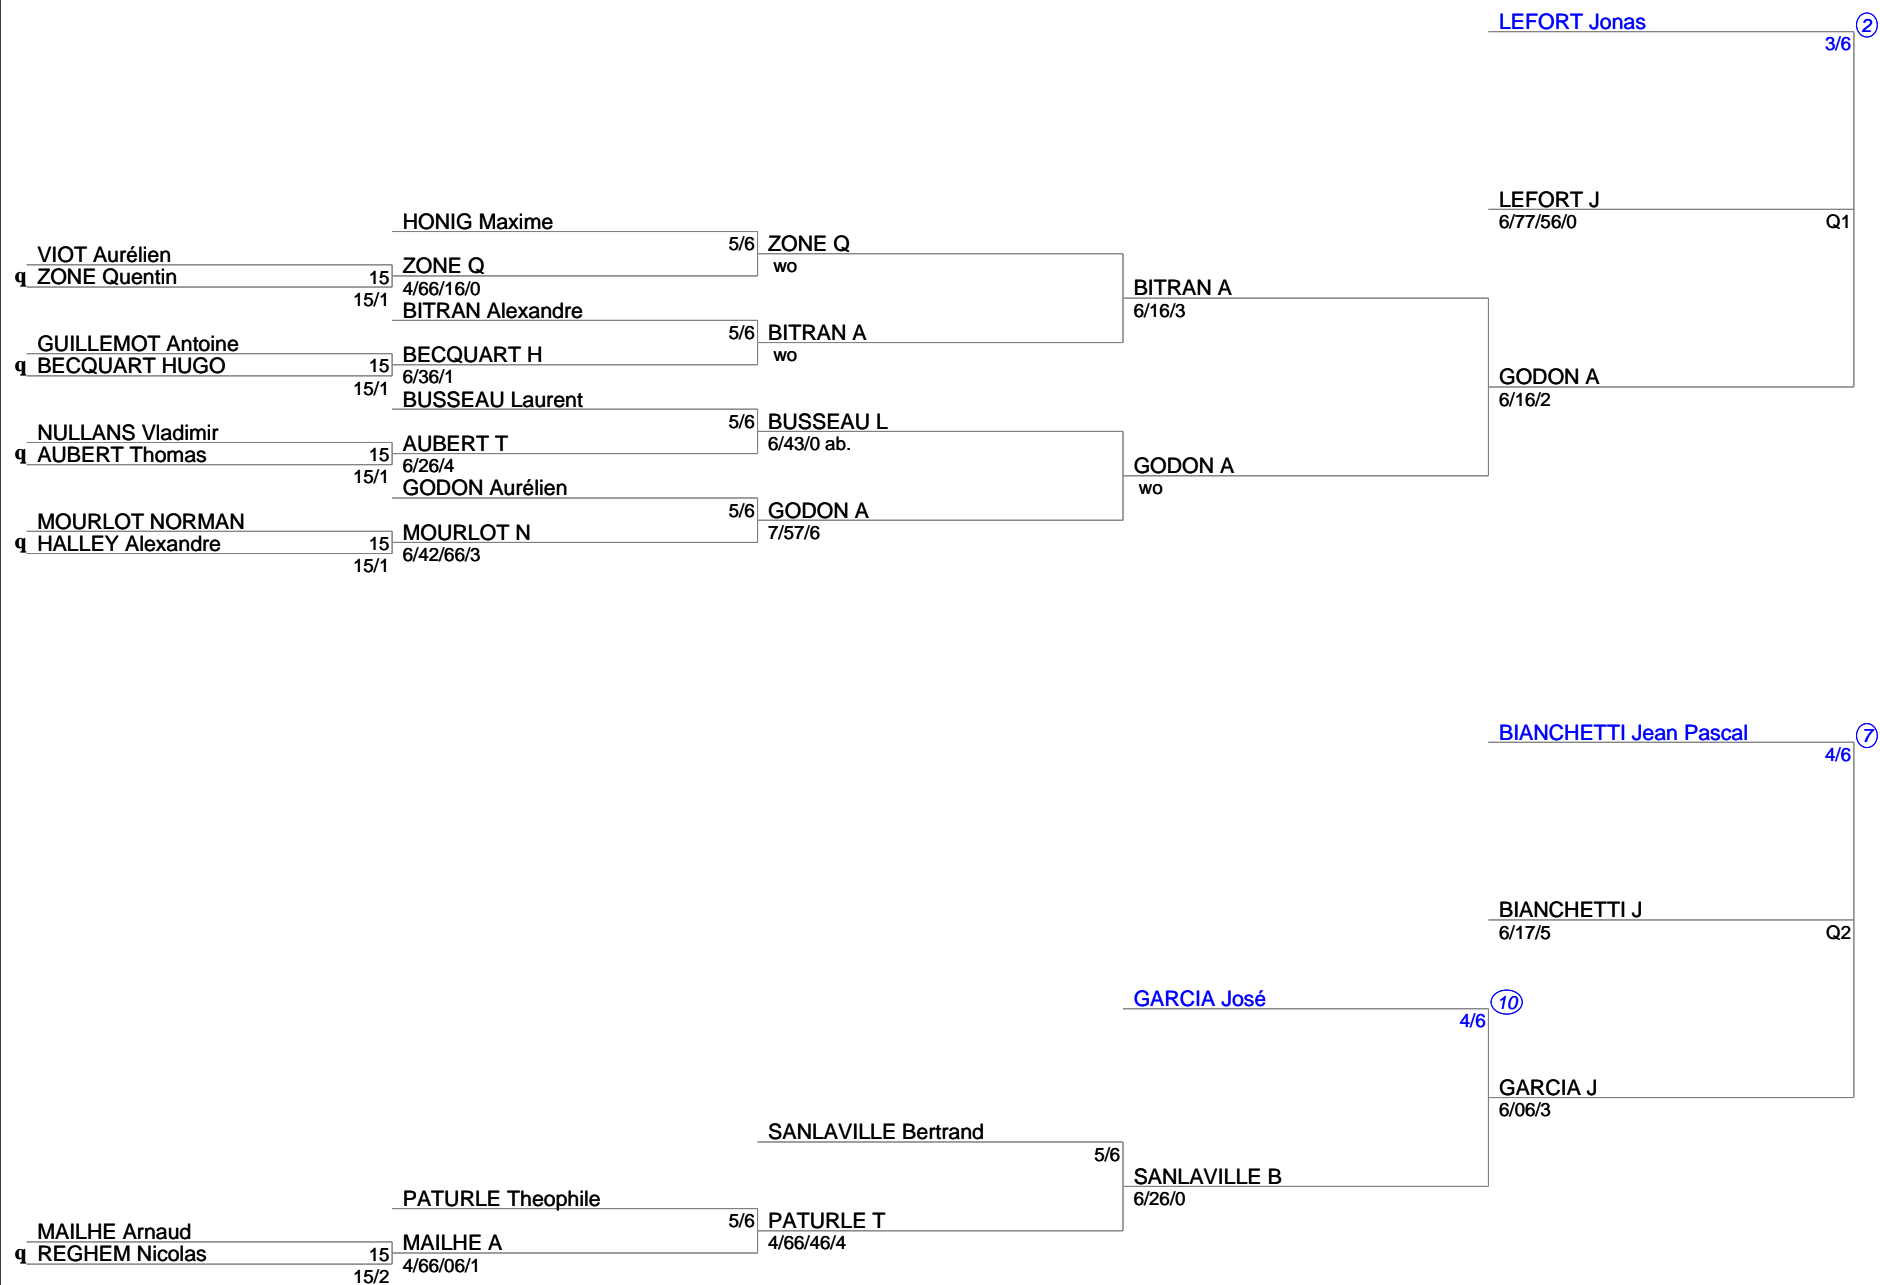 LEFORT Jonas 2
3/6
LEFORT J
6/77/56/0 Q1
HONIG Maxime
5/6 ZONE Q
wo
VIOT Aurélien
q ZONE Quentin 15
15/1
ZONE Q
4/66/16/0
BITRAN A
6/16/3
BITRAN Alexandre
5/6 BITRAN A
wo
GUILLEMOT Antoine
q BECQUART HUGO 15
15/1
BECQUART H
6/36/1
GODON A
6/16/2
BUSSEAU Laurent
5/6 BUSSEAU L
6/43/0 ab.
NULLANS Vladimir
q AUBERT Thomas 15
15/1
AUBERT T
6/26/4
GODON A
wo
GODON Aurélien
5/6 GODON A
7/57/6
MOURLOT NORMAN
q HALLEY Alexandre 15
15/1
MOURLOT N
6/42/66/3
BIANCHETTI Jean Pascal 7
4/6
BIANCHETTI J
6/17/5 Q2
GARCIA José 10
4/6
GARCIA J
6/06/3
SANLAVILLE Bertrand
5/6
SANLAVILLE B
6/26/0
PATURLE Theophile
5/6 PATURLE T
4/66/46/4
MAILHE Arnaud
q REGHEM Nicolas 15
15/2
MAILHE A
4/66/06/1